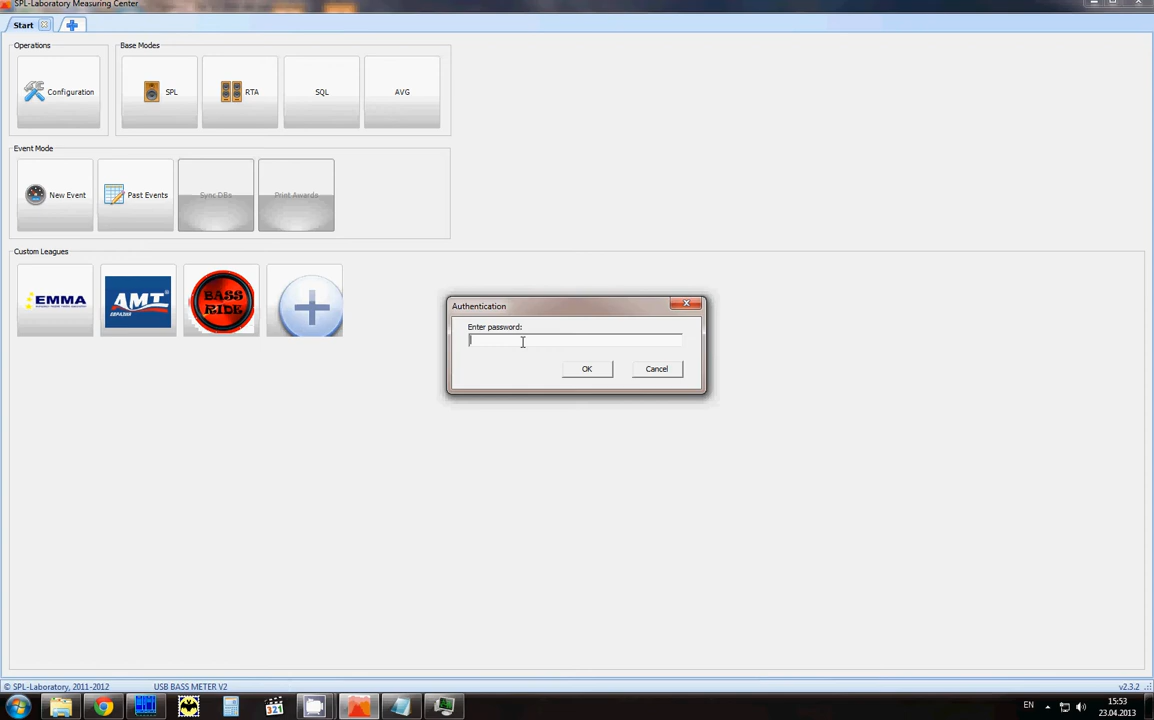 SPL-Laboratory Measuring Center
Start
Operations
Base Modes
Configuration
SPL
RTA
SQL
AVG
Event Mode
New Event
Past Events
Sync DBs
Print Awards
Custom Leagues
EMMA
AMT
ЕВРАЗИЯ
BASS
RIDE
Authentication
Enter password:
OK
Cancel
© SPL-Laboratory, 2011-2012
USB BASS METER V2
v2.3.2
321
EN
15:53
23.04.2013